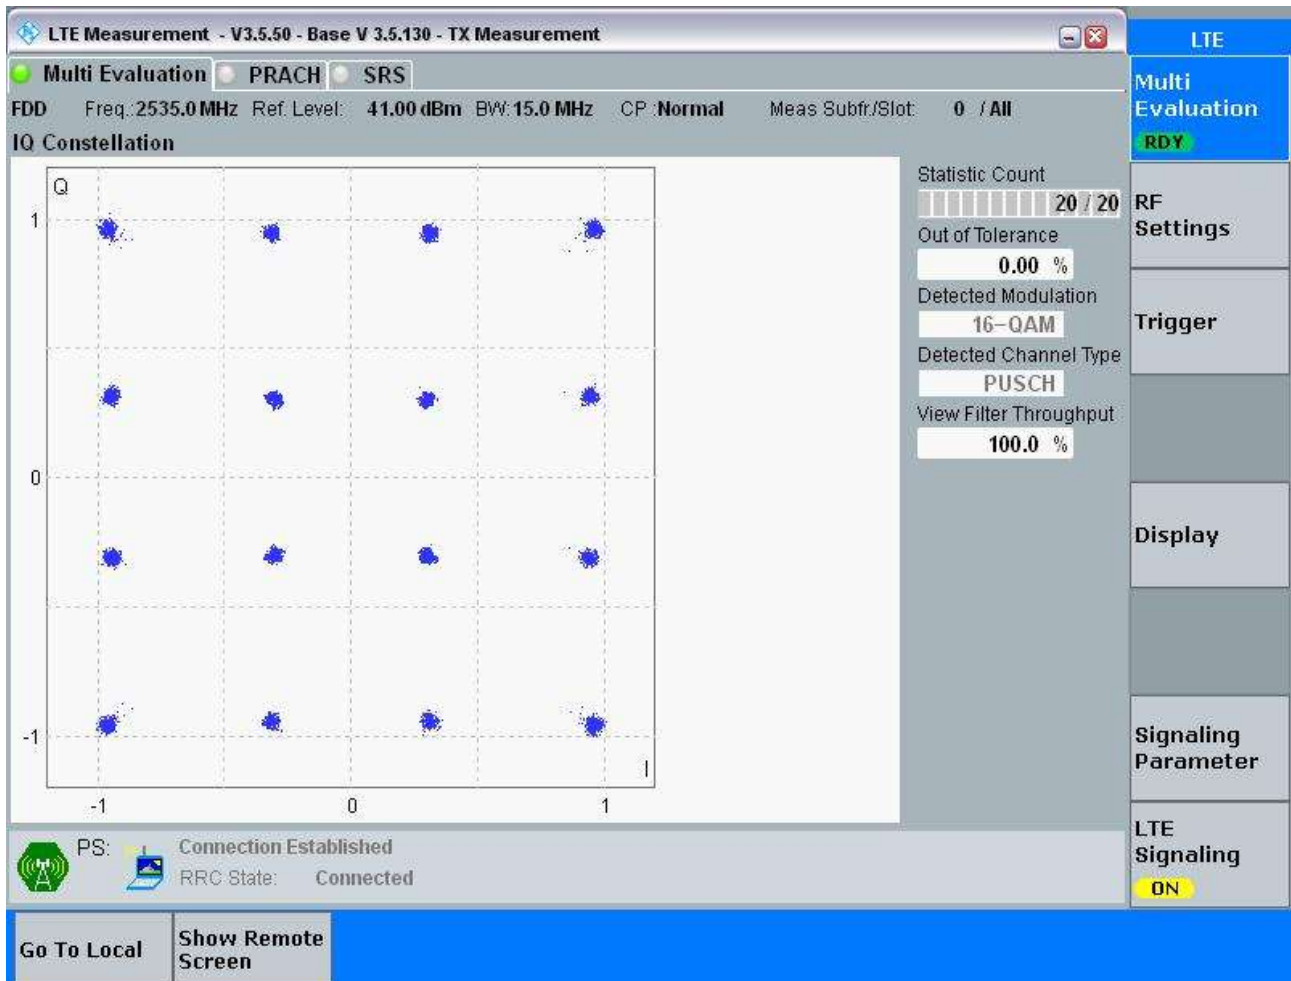 LTE Measurement - V3.5.50 - Base V 3.5.130 - TX Measurement
LTE
Multi Evaluation PRACH SRS
Multi
Evaluation
RDY
FDD Freq.:2535.0 MHz Ref. Level: 41.00 dBm BW: 15.0 MHz CP :Normal Meas Subfr./Slot: 0 / All
IQ Constellation
Q
1
0
-1
I
-1 0 1
Statistic Count
20 / 20
Out of Tolerance
0.00 %
Detected Modulation
16-QAM
Detected Channel Type
PUSCH
View Filter Throughput
100.0 %
RF
Settings
Trigger
Display
Signaling
Parameter
LTE
Signaling
ON
PS: Connection Established
RRC State: Connected
Go To Local
Show Remote
Screen